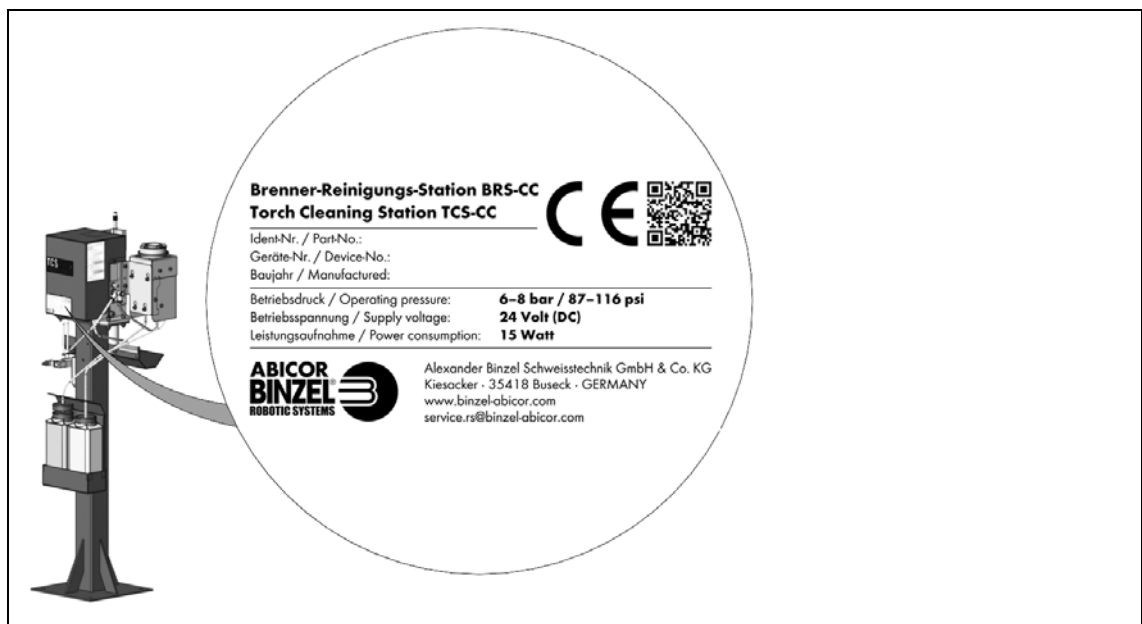 TCS
Brenner-Reinigungs-Station BRS-CC
Torch Cleaning Station TCS-CC
CE
Ident-Nr. / Part-No.:
Geräte-Nr. / Device-No.:
Baujahr / Manufactured:
Betriebsdruck / Operating pressure: 6–8 bar / 87–116 psi
Betriebsspannung / Supply voltage: 24 Volt (DC)
Leistungsaufnahme / Power consumption: 15 Watt
ABICOR
BINZEL®
ROBOTIC SYSTEMS
Alexander Binzel Schweisstechnik GmbH & Co. KG
Kiesacker · 35418 Buseck · GERMANY
www.binzel-abicor.com
service.rs@binzel-abicor.com